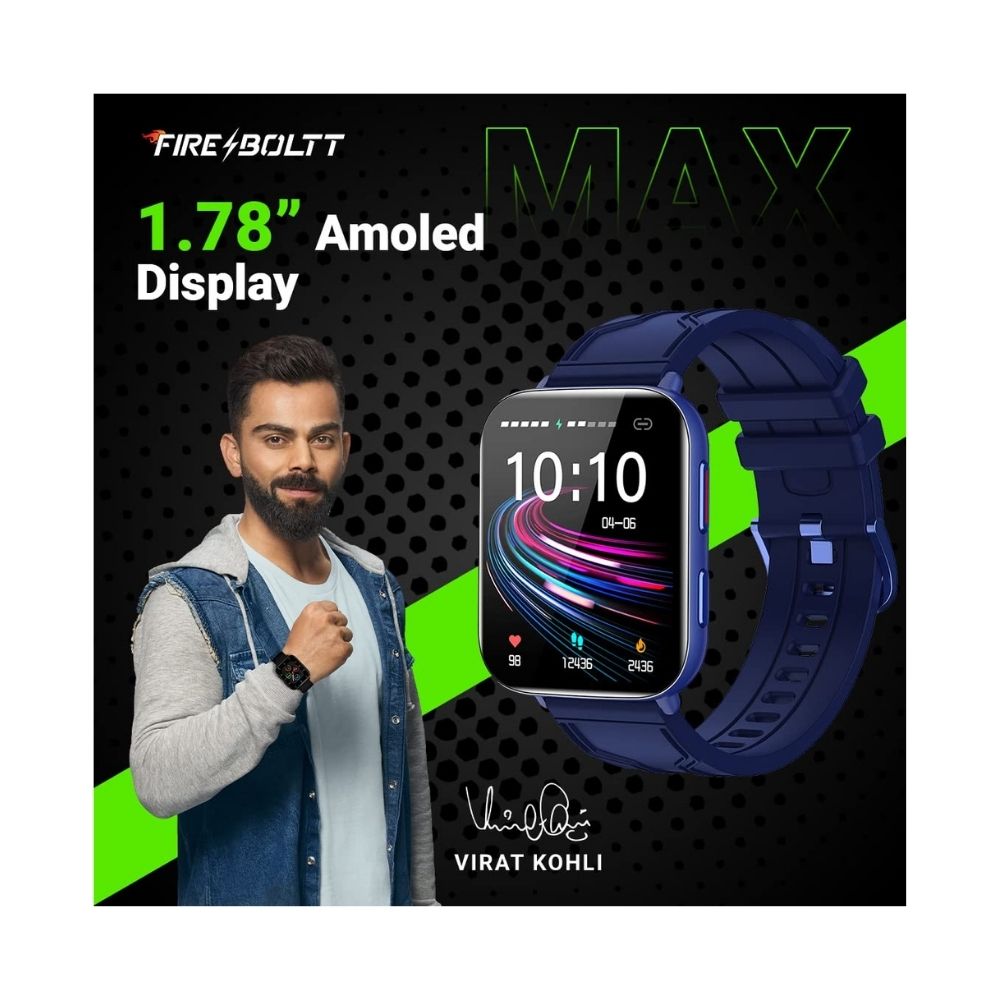 FIRE BOLTT
MAX
1.78” Amoled
Display
10:10
04-06
98 12436 2436
VIRAT KOHLI